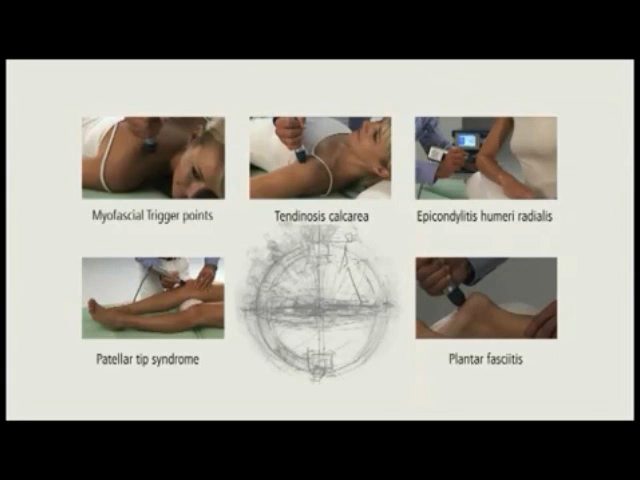 Myofascial Trigger points
Tendinosis calcarea
Epicondylitis humeri radialis
Patellar tip syndrome
Plantar fasciitis